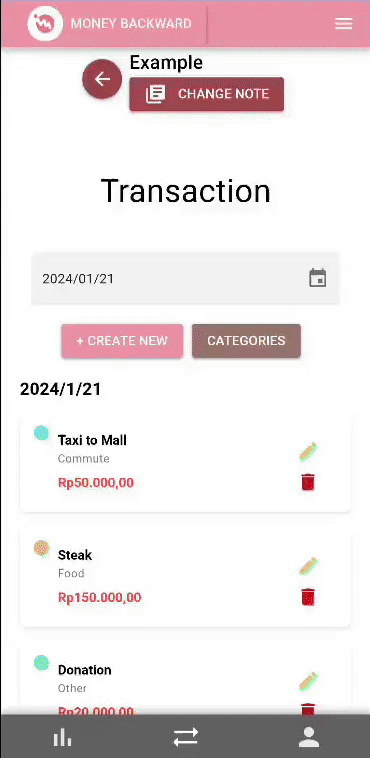 MONEY BACKWARD
Example
CHANGE NOTE
Transaction
2024/01/21
+ CREATE NEW
CATEGORIES
2024/1/21
Taxi to Mall
Commute
Rp50.000,00
Steak
Food
Rp150.000,00
Donation
Other
Rp20.000,00